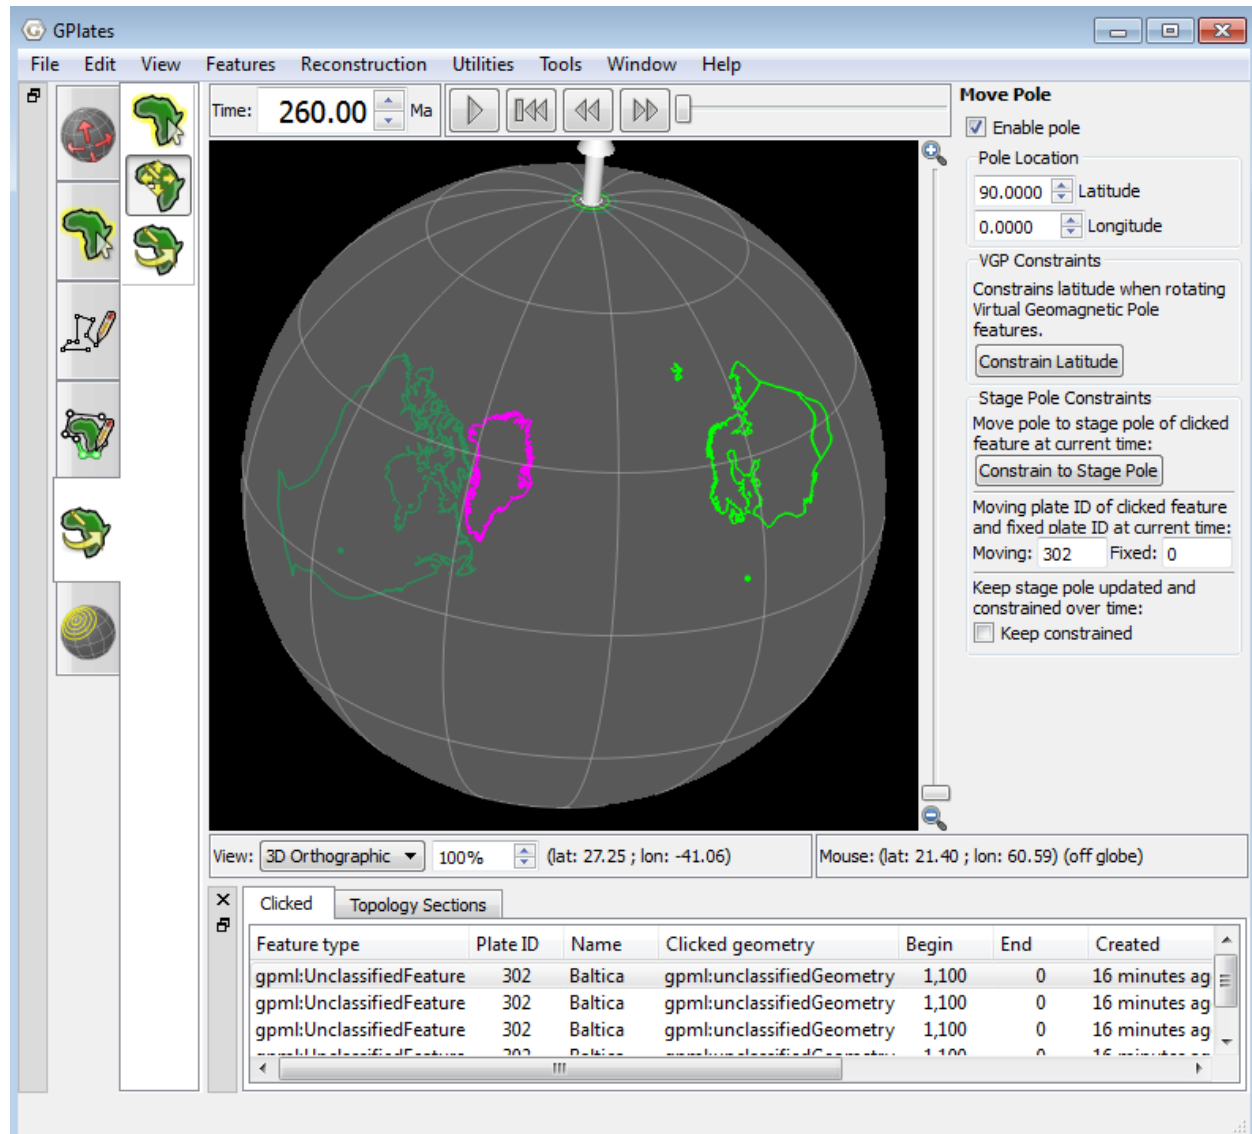 GPlates
File Edit View Features Reconstruction Utilities Tools Window Help
Time: 260.00 Ma
Move Pole
Enable pole
Pole Location
90.0000 Latitude
0.0000 Longitude
VGP Constraints
Constrains latitude when rotating
Virtual Geomagnetic Pole
features.
Constrain Latitude
Stage Pole Constraints
Move pole to stage pole of clicked
feature at current time:
Constrain to Stage Pole
Moving plate ID of clicked feature
and fixed plate ID at current time:
Moving: 302 Fixed: 0
Keep stage pole updated and
constrained over time:
Keep constrained
View: 3D Orthographic 100% (lat: 27.25 ; lon: -41.06) Mouse: (lat: 21.40 ; lon: 60.59) (off globe)
Clicked Topology Sections
Feature type Plate ID Name Clicked geometry Begin End Created
gpml:UnclassifiedFeature 302 Baltica gpml:unclassifiedGeometry 1,100 0 16 minutes ag
gpml:UnclassifiedFeature 302 Baltica gpml:unclassifiedGeometry 1,100 0 16 minutes ag
gpml:UnclassifiedFeature 302 Baltica gpml:unclassifiedGeometry 1,100 0 16 minutes ag